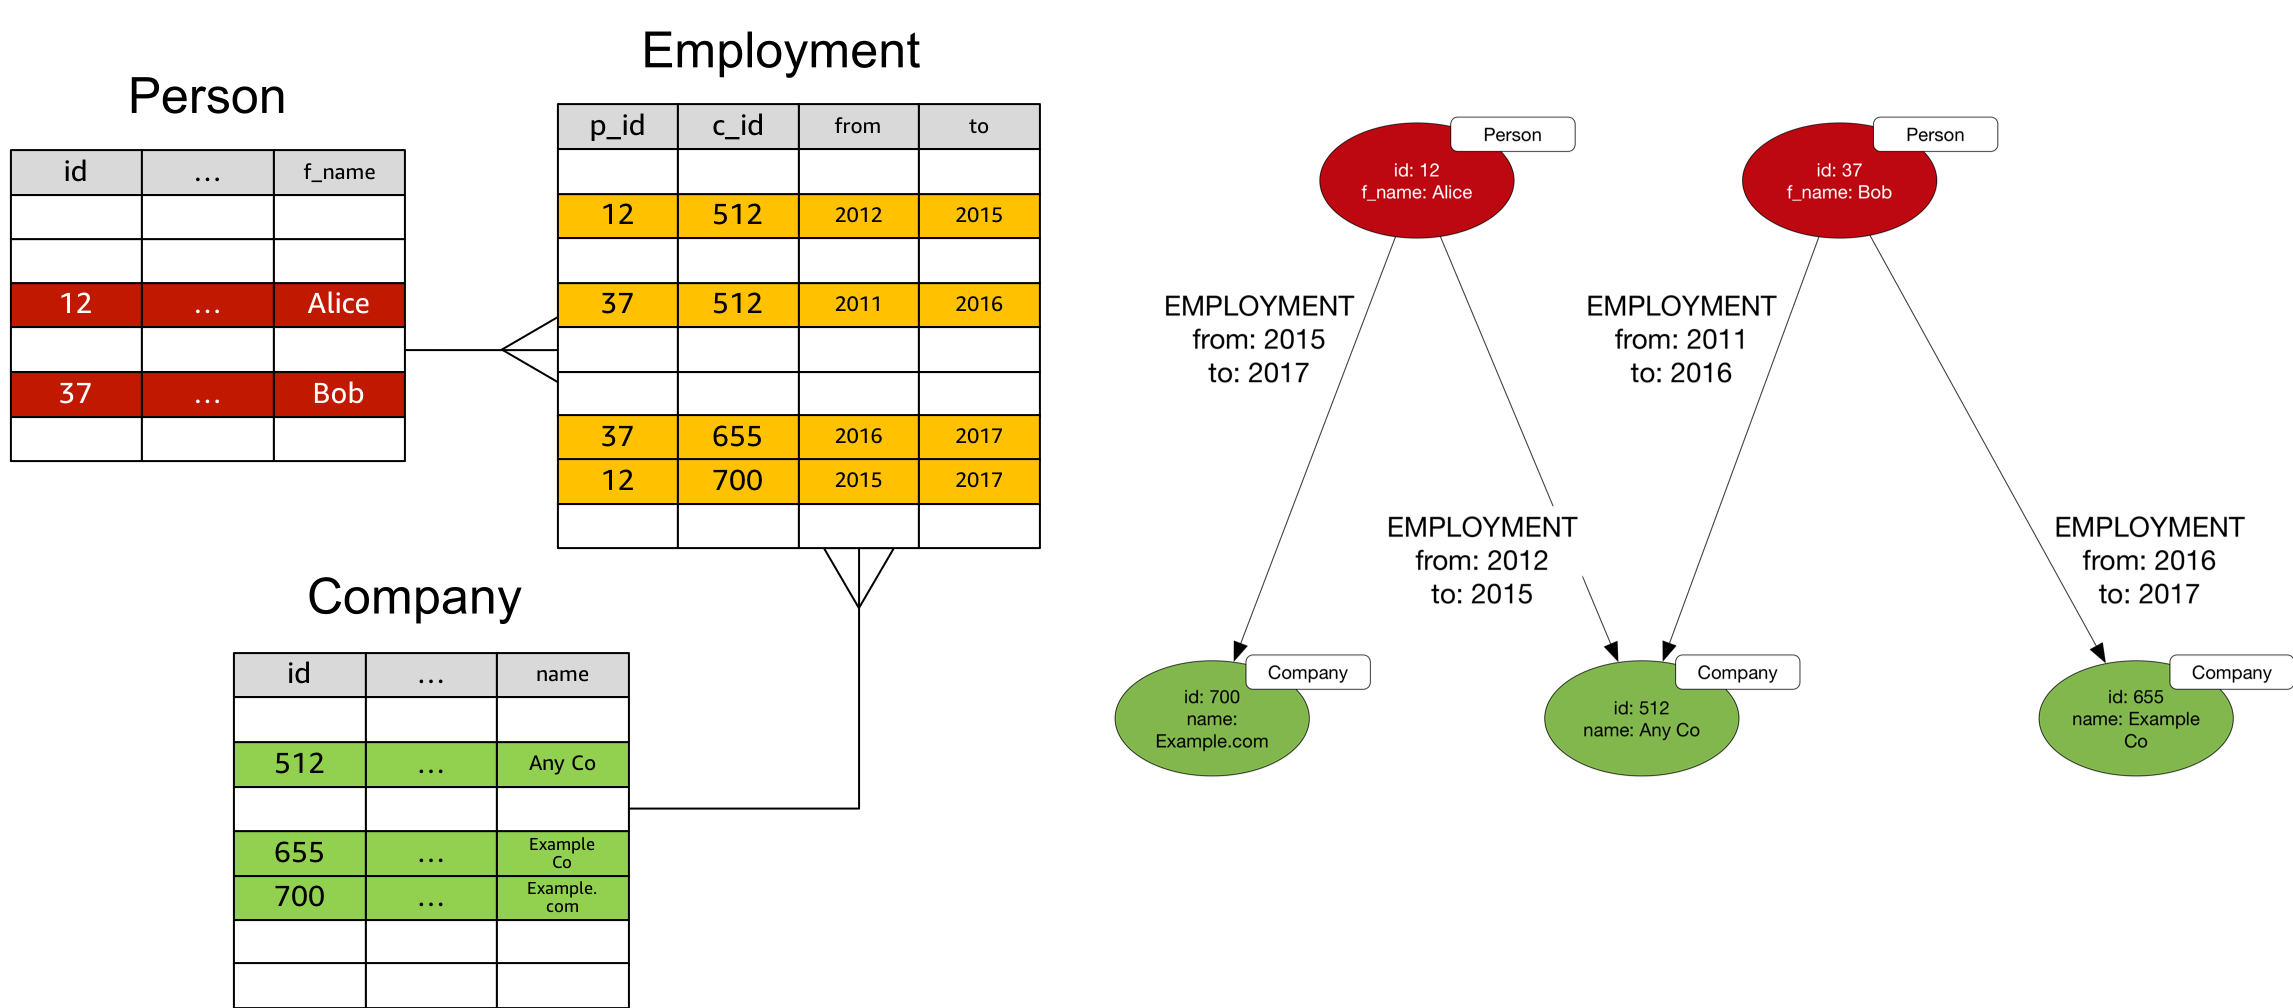 Person
id … f_name
12 … Alice
37 … Bob
Employment
p_id c_id from to
12 512 2012 2015
37 512 2011 2016
37 655 2016 2017
12 700 2015 2017
Company
id … name
512 … Any Co
655 … Example
Co
700 … Example.
com
Person
id: 12
f_name: Alice
Person
id: 37
f_name: Bob
EMPLOYMENT
from: 2015
to: 2017
EMPLOYMENT
from: 2012
to: 2015
EMPLOYMENT
from: 2011
to: 2016
EMPLOYMENT
from: 2016
to: 2017
Company
id: 700
name:
Example.com
Company
id: 512
name: Any Co
Company
id: 655
name: Example
Co